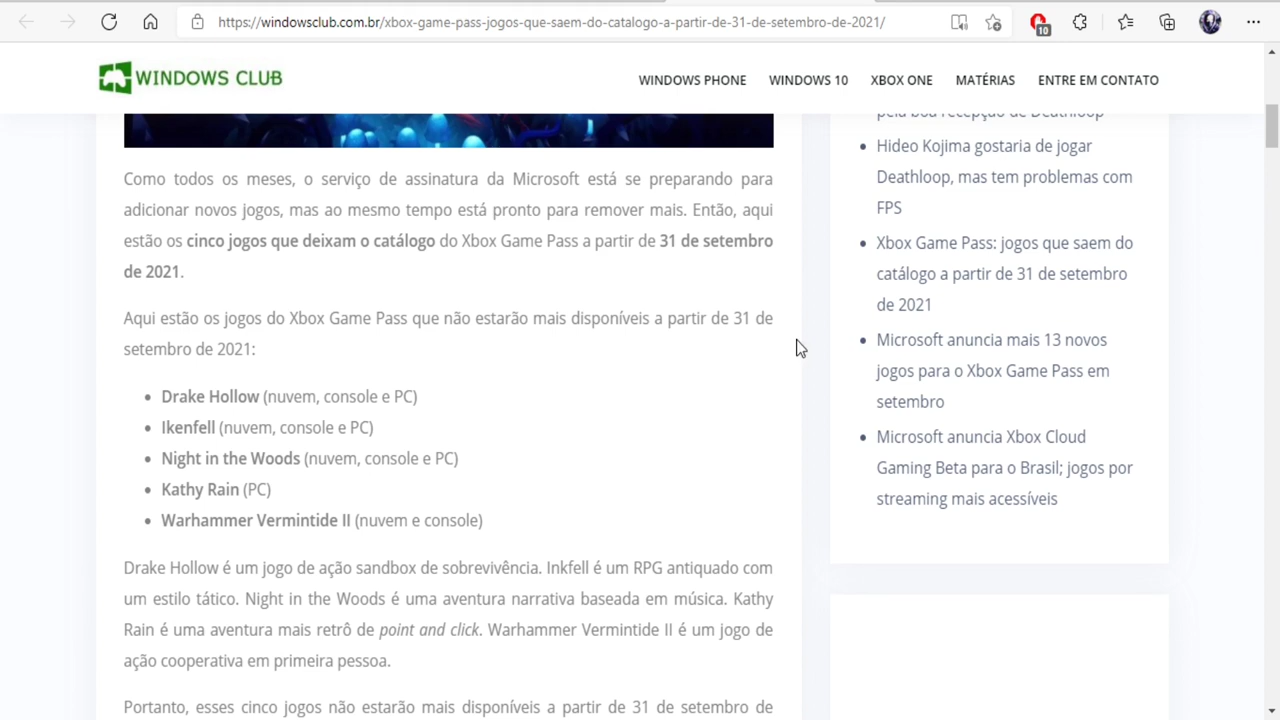 https://windowsclub.com.br/xbox-game-pass-jogos-que-saem-do-catalogo-a-partir-de-31-de-setembro-de-2021/
10
WINDOWS CLUB
WINDOWS PHONE WINDOWS 10 XBOX ONE MATÉRIAS ENTRE EM CONTATO
Como todos os meses, o serviço de assinatura da Microsoft está se preparando para
adicionar novos jogos, mas ao mesmo tempo está pronto para remover mais. Então, aqui
estão os cinco jogos que deixam o catálogo do Xbox Game Pass a partir de 31 de setembro
de 2021.
Aqui estão os jogos do Xbox Game Pass que não estarão mais disponíveis a partir de 31 de
setembro de 2021:
Drake Hollow (nuvem, console e PC)
Ikenfell (nuvem, console e PC)
Night in the Woods (nuvem, console e PC)
Kathy Rain (PC)
Warhammer Vermintide II (nuvem e console)
Drake Hollow é um jogo de ação sandbox de sobrevivência. Inkfell é um RPG antiquado com
um estilo tático. Night in the Woods é uma aventura narrativa baseada em música. Kathy
Rain é uma aventura mais retrô de point and click. Warhammer Vermintide II é um jogo de
ação cooperativa em primeira pessoa.
Portanto, esses cinco jogos não estarão mais disponíveis a partir de 31 de setembro de
pela boa recepção de Deathloop
Hideo Kojima gostaria de jogar
Deathloop, mas tem problemas com
FPS
Xbox Game Pass: jogos que saem do
catálogo a partir de 31 de setembro
de 2021
Microsoft anuncia mais 13 novos
jogos para o Xbox Game Pass em
setembro
Microsoft anuncia Xbox Cloud
Gaming Beta para o Brasil; jogos por
streaming mais acessíveis